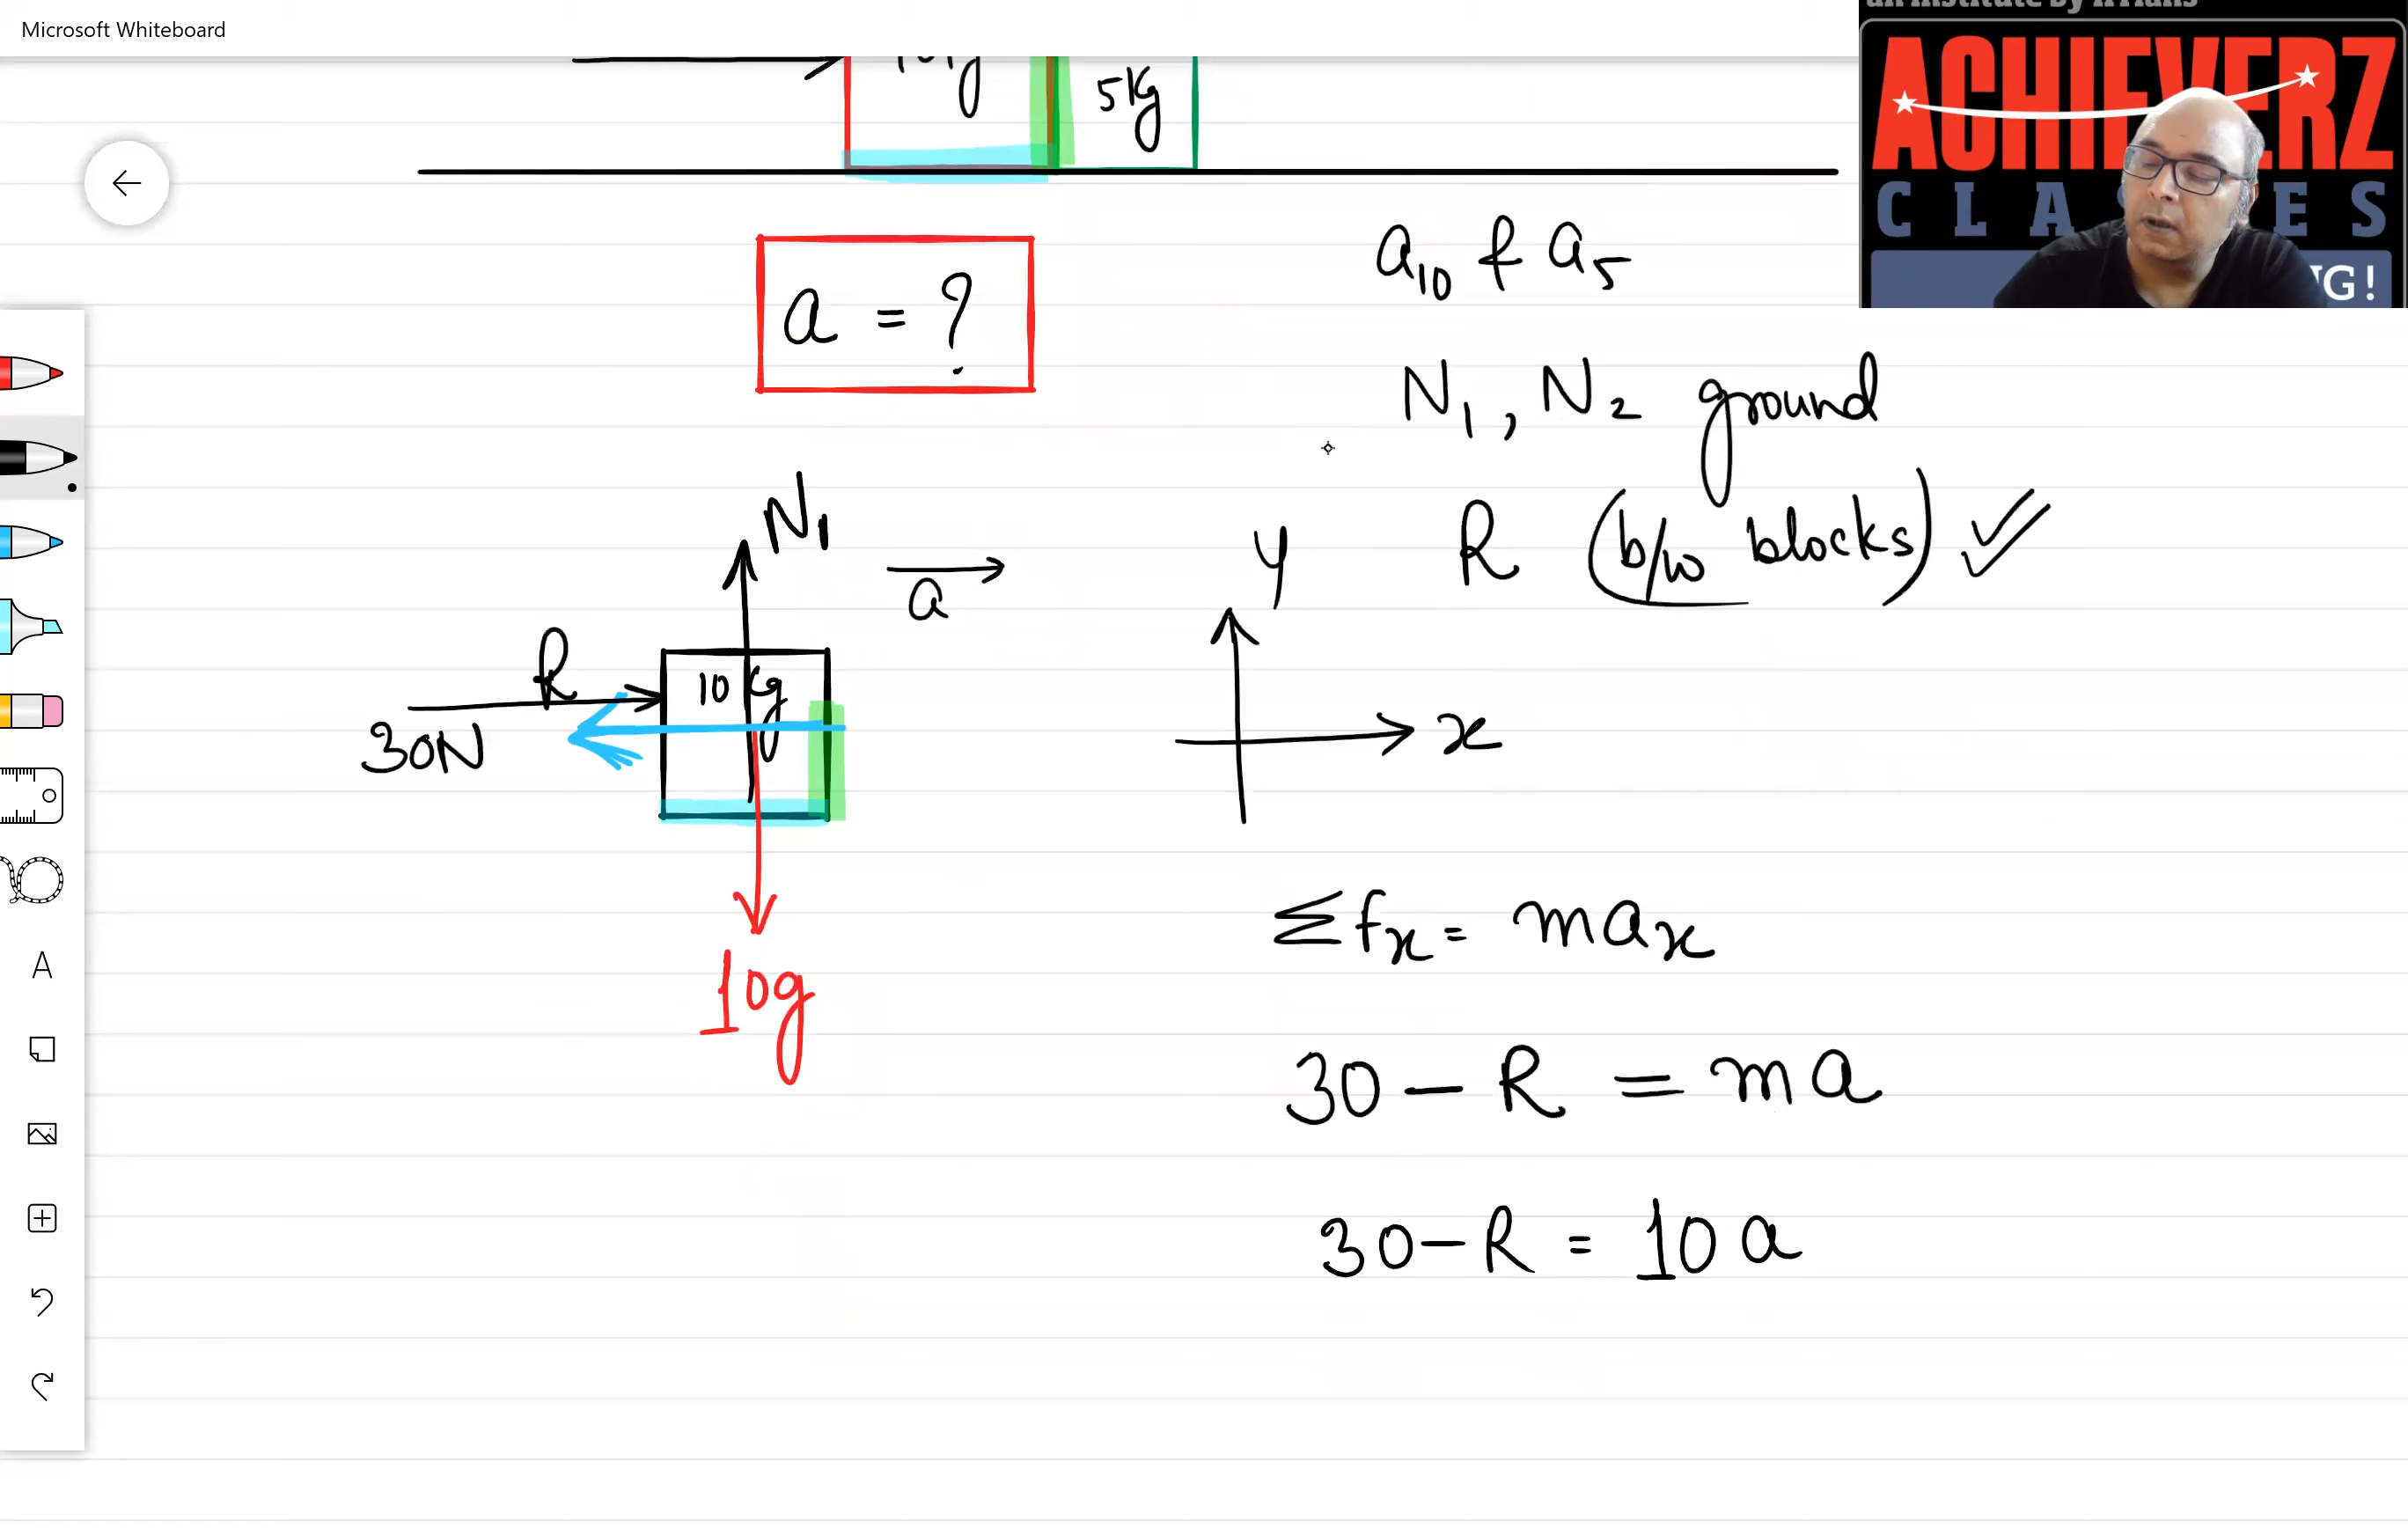 Microsoft Whiteboard
ACHIEVERZ
5Kg
a₁₀ & a₅
G!
a = ?
N₁, N₂ ground
N₁
R (b/w blocks)
a
y
R
10 Kg
30N
x
Σfx = max
10g
30 - R = ma
30 - R = 10 a
A